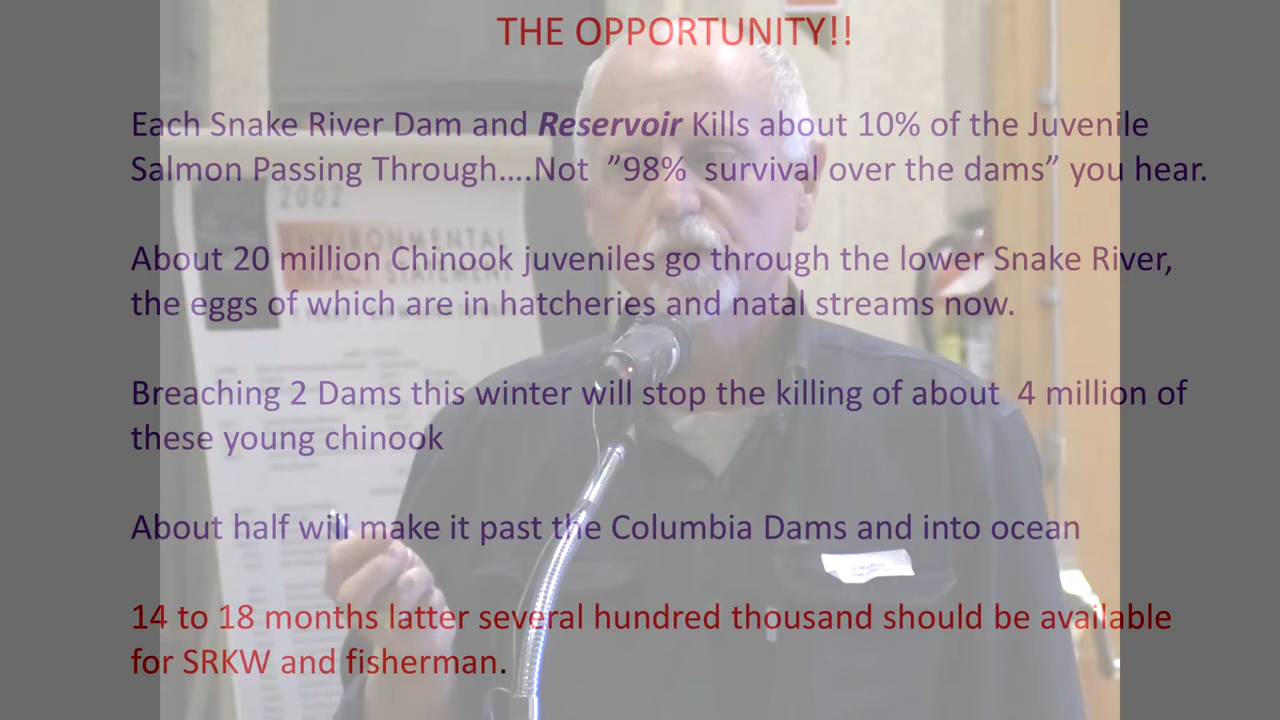 THE OPPORTUNITY!!
Each Snake River Dam and Reservoir Kills about 10% of the Juvenile
Salmon Passing Through....Not ”98% survival over the dams” you hear.
2002
ENVIRONMENTAL
IMPACT STATEMENT
About 20 million Chinook juveniles go through the lower Snake River,
the eggs of which are in hatcheries and natal streams now.
Breaching 2 Dams this winter will stop the killing of about 4 million of
these young chinook
About half will make it past the Columbia Dams and into ocean
14 to 18 months latter several hundred thousand should be available
for SRKW and fisherman.